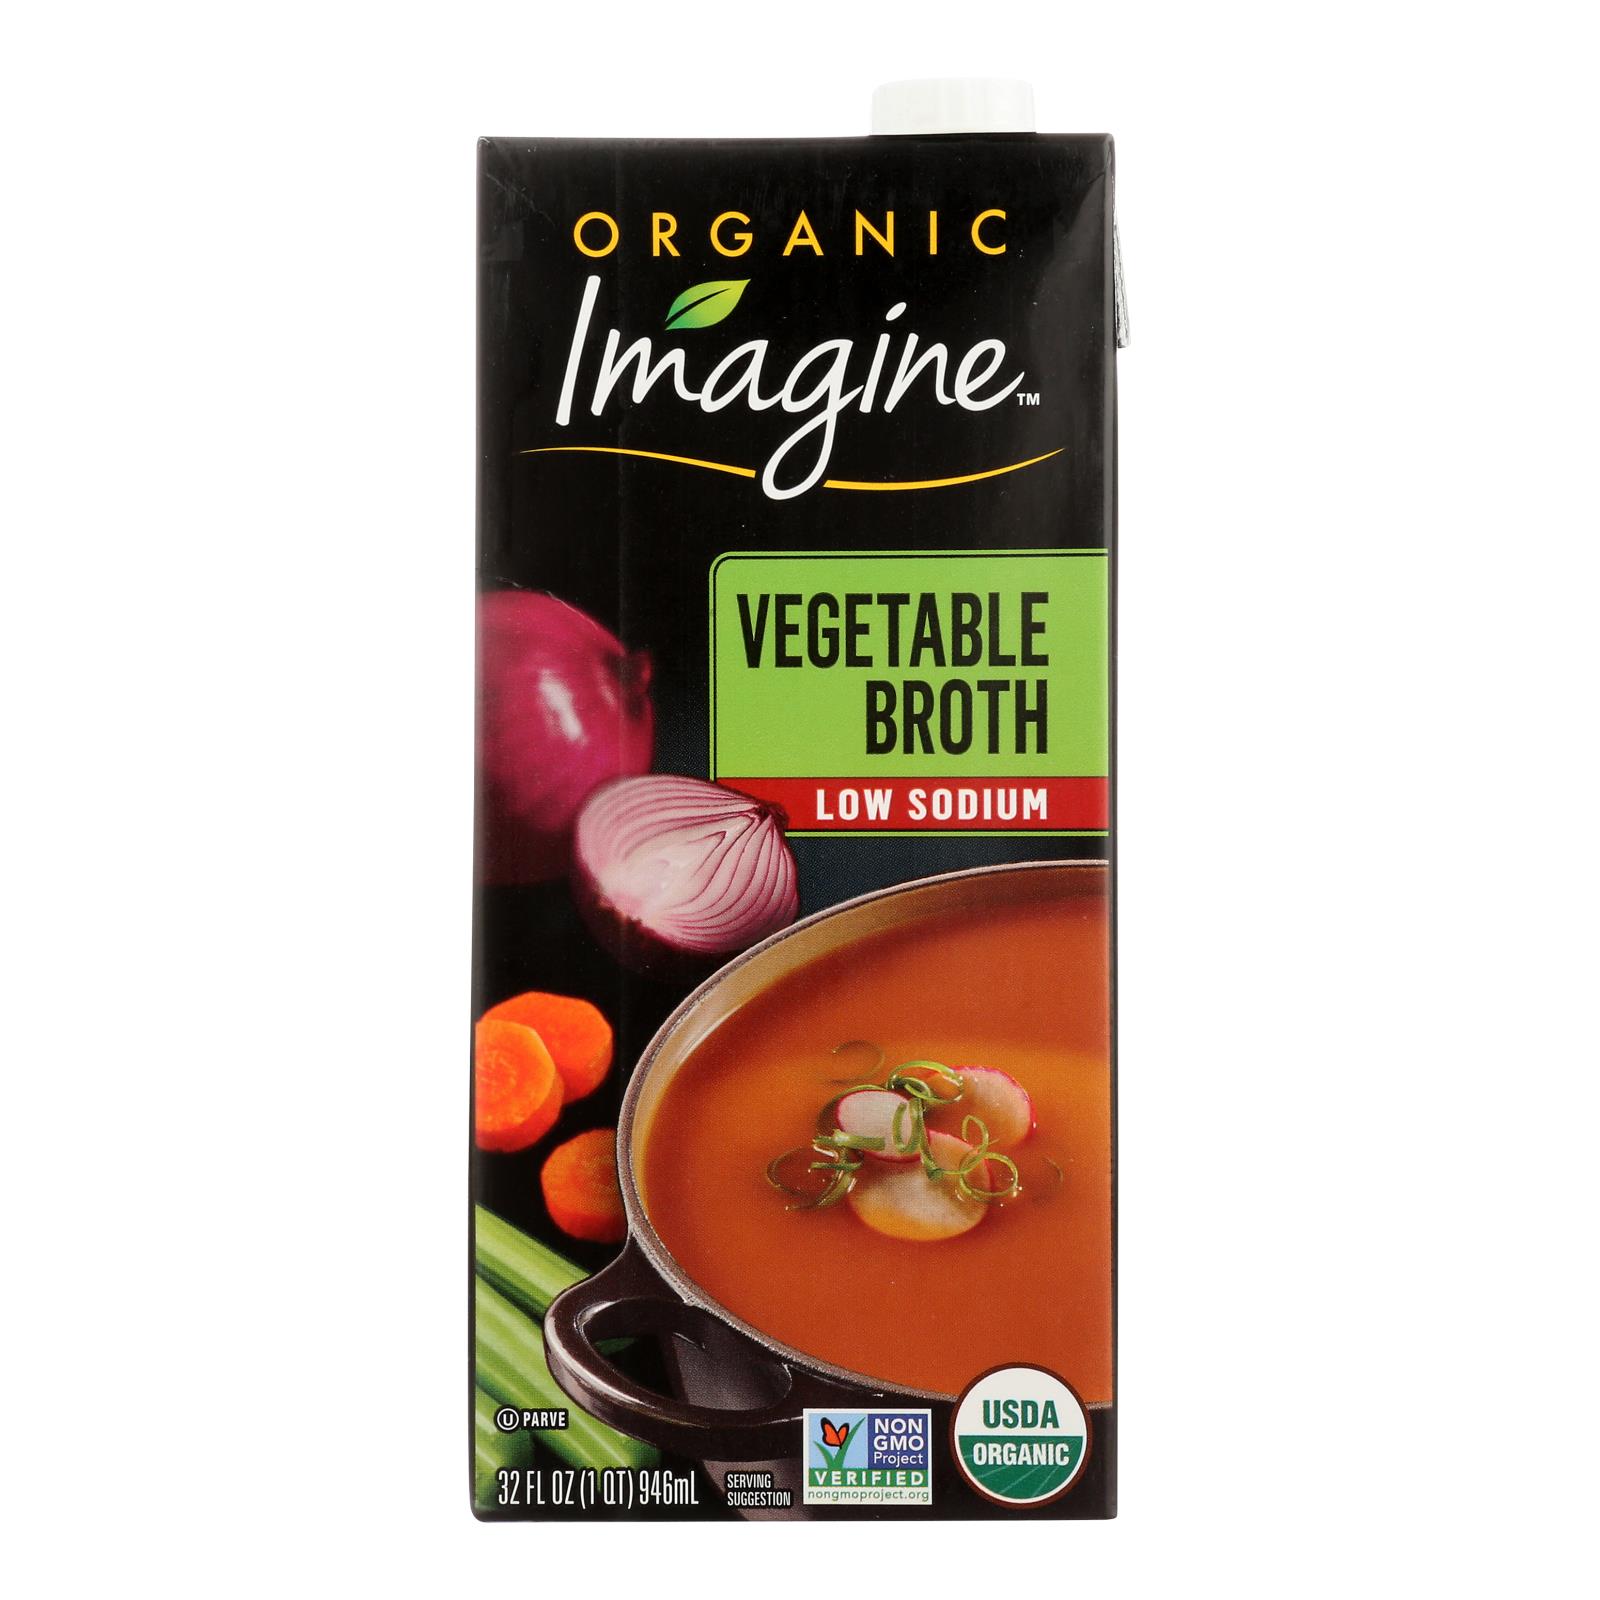 ORGANIC
Imagine™
VEGETABLE
BROTH
LOW SODIUM
U PARVE
32 FL OZ (1 QT) 946mL
SERVING
SUGGESTION
NON
GMO
Project
VERIFIED
nongmoproject.org
USDA
ORGANIC